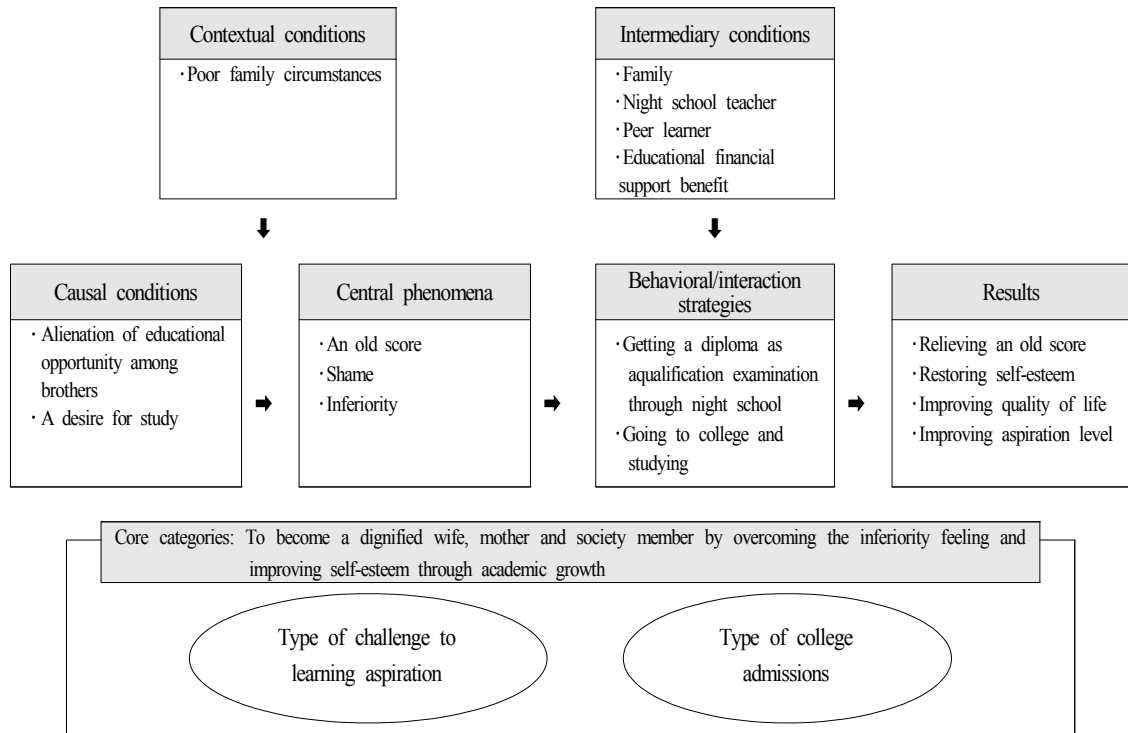 Contextual conditions
·Poor family circumstances
Intermediary conditions
·Family
·Night school teacher
·Peer learner
·Educational financial
support benefit
Causal conditions
· Alienation of educational
opportunity among
brothers
· A desire for study
Central phenomena
·An old score
·Shame
·Inferiority
Behavioral/interaction
strategies
·Getting a diploma as
aqualification examination
through night school
·Going to college and
studying
Results
·Relieving an old score
·Restoring self-esteem
·Improving quality of life
·Improving aspiration level
Core categories: To become a dignified wife, mother and society member by overcoming the inferiority feeling and
improving self-esteem through academic growth
Type of challenge to
learning aspiration
Type of college
admissions